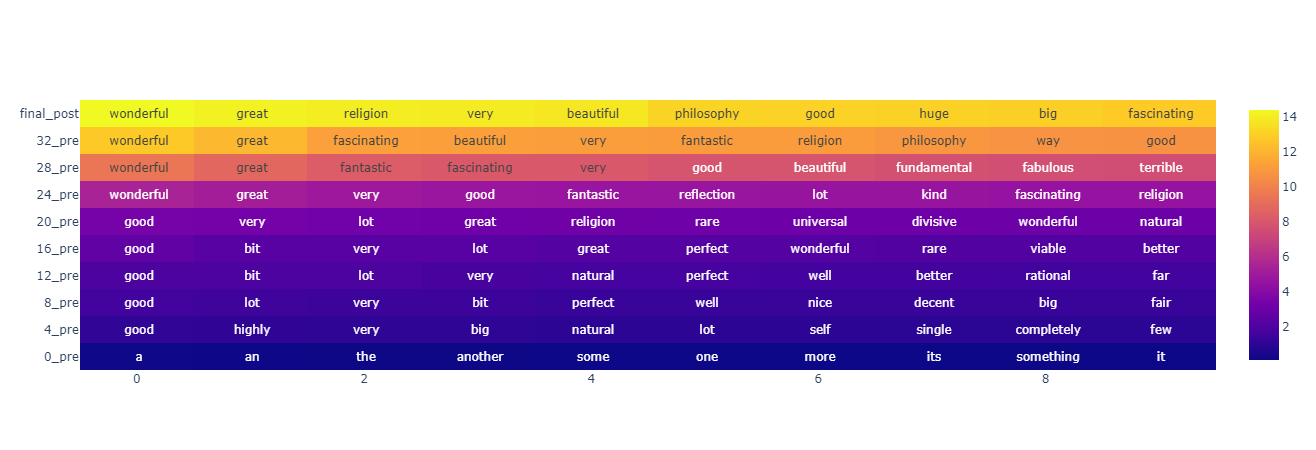 final_post wonderful great religion very beautiful philosophy good huge big fascinating 14
32_pre wonderful great fascinating beautiful very fantastic religion philosophy way good 12
28_pre wonderful great fantastic fascinating very good beautiful fundamental fabulous terrible 10
24_pre wonderful great very good fantastic reflection lot kind fascinating religion 8
20_pre good very lot great religion rare universal divisive wonderful natural
16_pre good bit very lot great perfect wonderful rare viable better 6
12_pre good bit lot very natural perfect well better rational far
8_pre good lot very bit perfect well nice decent big fair 4
4_pre good highly very big natural lot self single completely few 2
0_pre a an the another some one more its something it
0 2 4 6 8